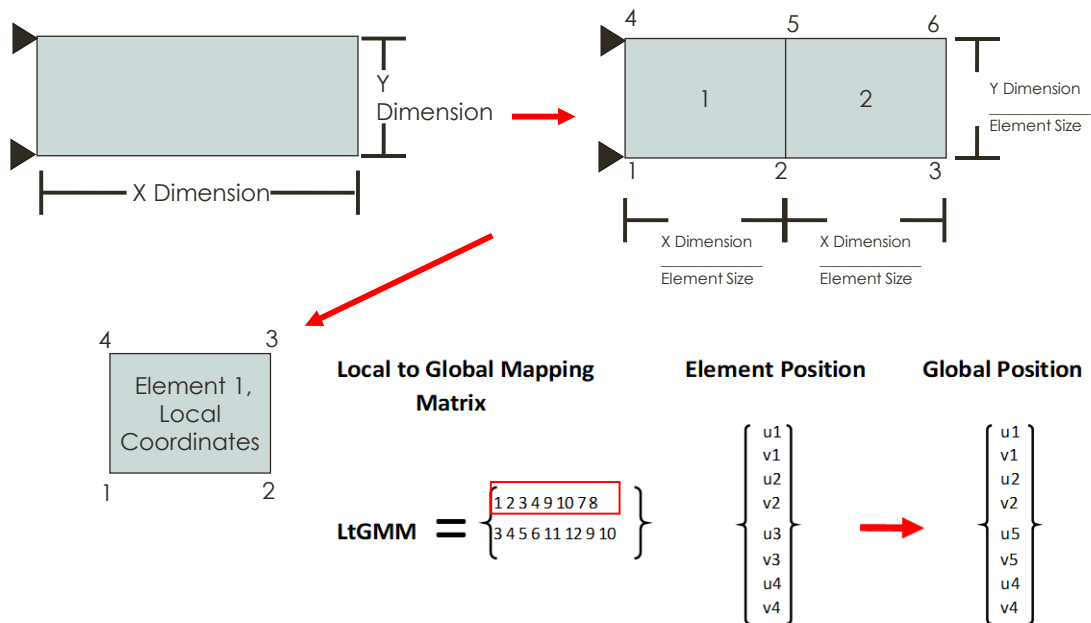 Y
Dimension
X Dimension
4
5
6
1
2
1
2
3
Y Dimension
Element Size
X Dimension
Element Size
X Dimension
Element Size
4
3
Element 1,
Local
Coordinates
1
2
Local to Global Mapping
Matrix
LtGMM = { 1 2 3 4 9 10 7 8
3 4 5 6 11 12 9 10 }
Element Position
u1
v1
u2
v2
u3
v3
u4
v4
Global Position
u1
v1
u2
v2
u5
v5
u4
v4